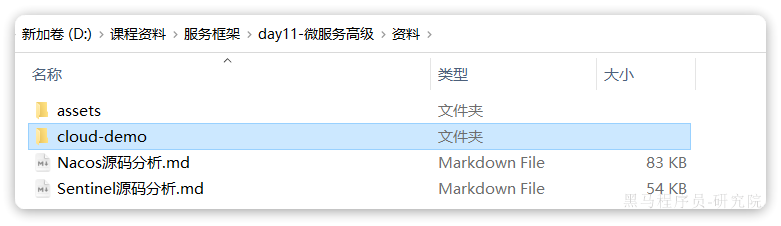 新加卷 (D:) > 课程资料 > 服务框架 > day11-微服务高级 > 资料 >
名称 类型 大小
assets 文件夹
cloud-demo 文件夹
Nacos源码分析.md Markdown File 83 KB
Sentinel源码分析.md Markdown File 54 KB
黑马程序员-研究院